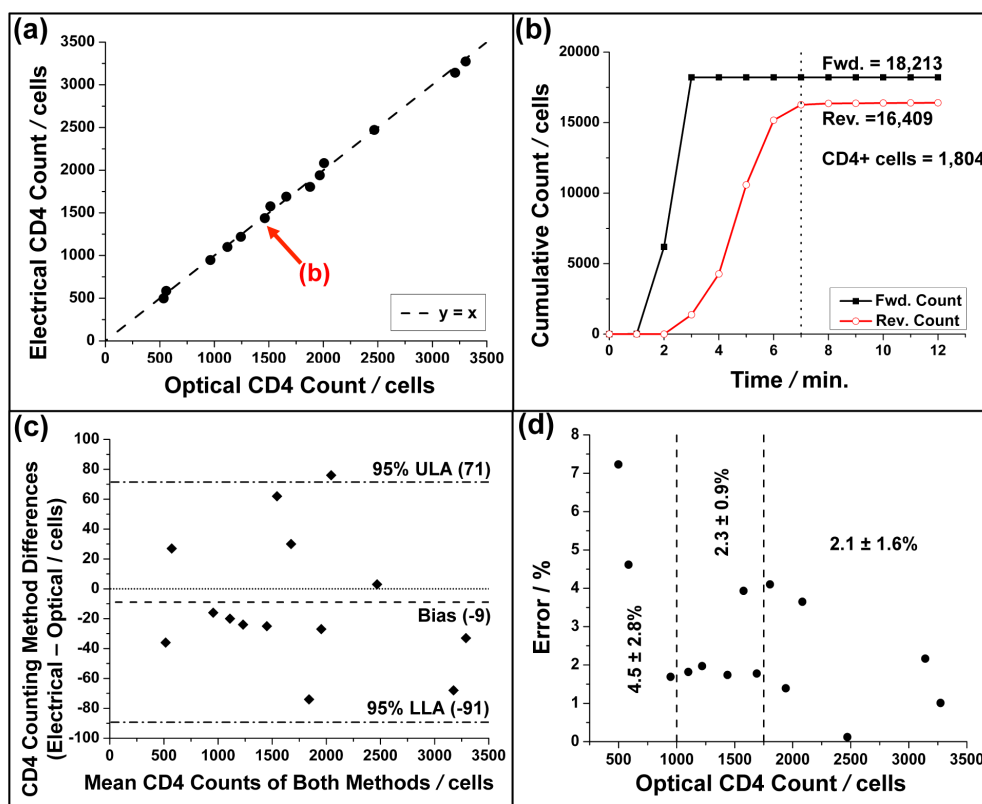 (a)
3500
3000
2500
2000
1500
1000
500
0
0 500 1000 1500 2000 2500 3000 3500
Electrical CD4 Count / cells
Optical CD4 Count / cells
(b)
y = x
(b)
20000
15000
10000
5000
0
0 2 4 6 8 10 12
Cumulative Count / cells
Time / min.
Fwd. = 18,213
Rev. =16,409
CD4+ cells = 1,804
Fwd. Count
Rev. Count
(c)
100
80
60
40
20
0
-20
-40
-60
-80
-100
0 500 1000 1500 2000 2500 3000 3500
CD4 Counting Method Differences
(Electrical – Optical / cells)
Mean CD4 Counts of Both Methods / cells
95% ULA (71)
Bias (-9)
95% LLA (-91)
(d)
8
7
6
5
4
3
2
1
0
500 1000 1500 2000 2500 3000 3500
Error / %
Optical CD4 Count / cells
4.5 ± 2.8%
2.3 ± 0.9%
2.1 ± 1.6%